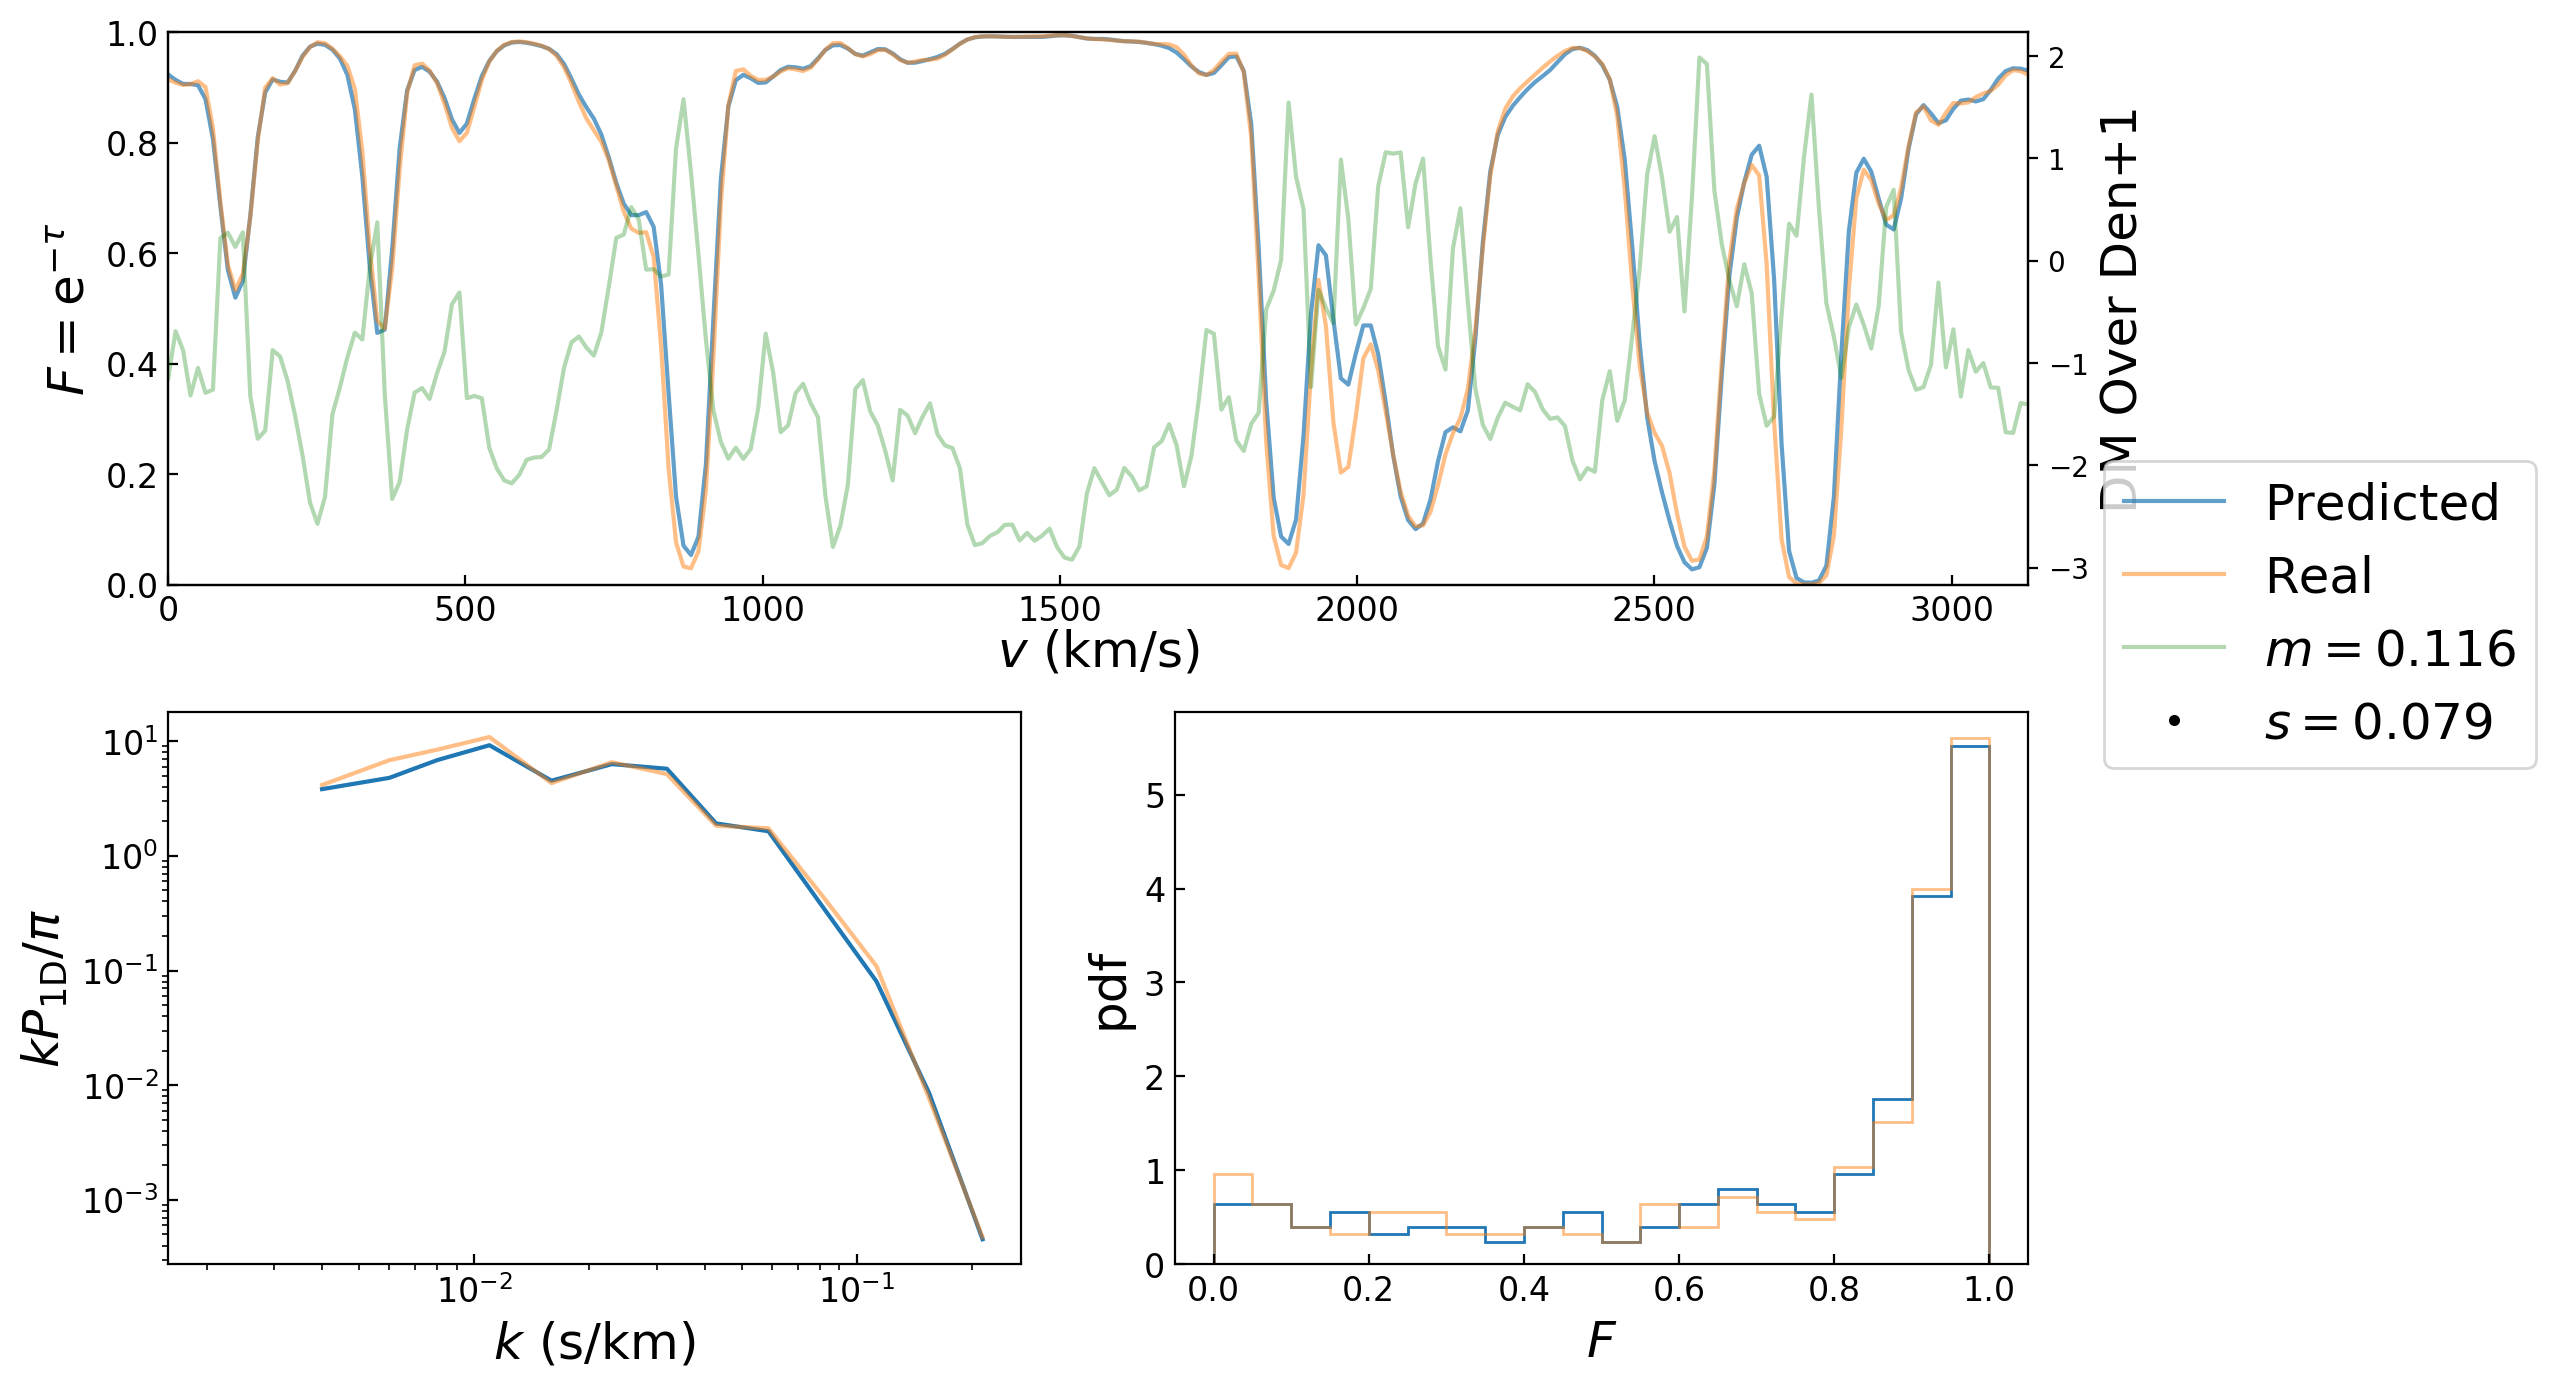 1.0
0.8
0.6
0.4
0.2
0.0
F = e^{-τ}
0 500 1000 1500 2000 2500 3000
v (km/s)
2
1
0
−1
−2
−3
DM Over Den+1
Predicted
Real
m = 0.116
s = 0.079
10^1
10^0
10^{-1}
10^{-2}
10^{-3}
kP_{1D}/π
10^{-2} 10^{-1}
k (s/km)
5
4
3
2
1
0
pdf
0.0 0.2 0.4 0.6 0.8 1.0
F